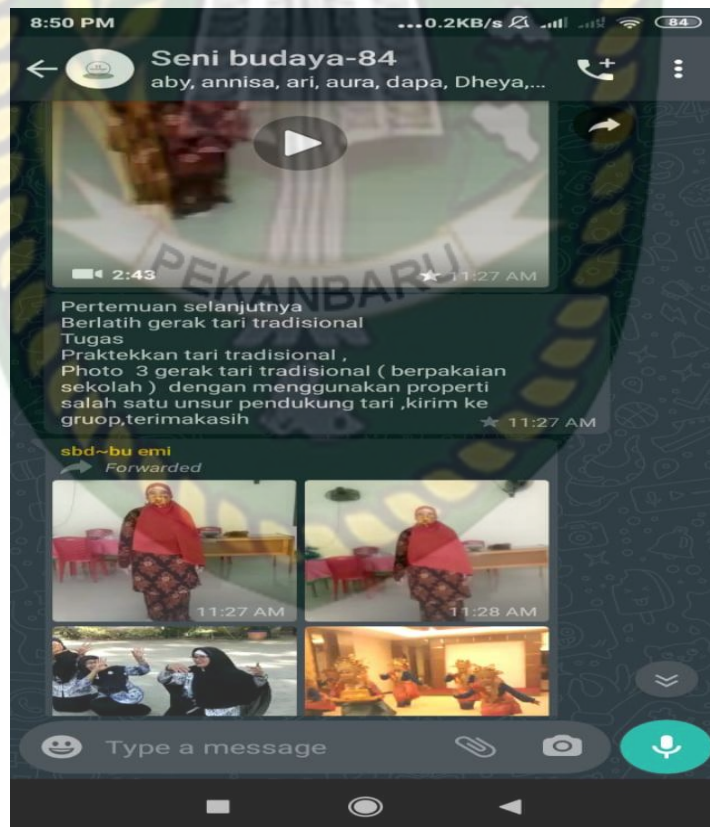 8:50 PM ...0.2KB/s 84
Seni budaya-84
aby, annisa, ari, aura, dapa, Dheya,...
2:43 11:27 AM
PEKANBARU
Pertemuan selanjutnya
Berlatih gerak tari tradisional
Tugas
Praktekkan tari tradisional ,
Photo 3 gerak tari tradisional ( berpakaian
sekolah ) dengan menggunakan properti
salah satu unsur pendukung tari ,kirim ke
gruop,terimakasih 11:27 AM
sbd~bu emi
Forwarded
11:27 AM 11:28 AM
Type a message